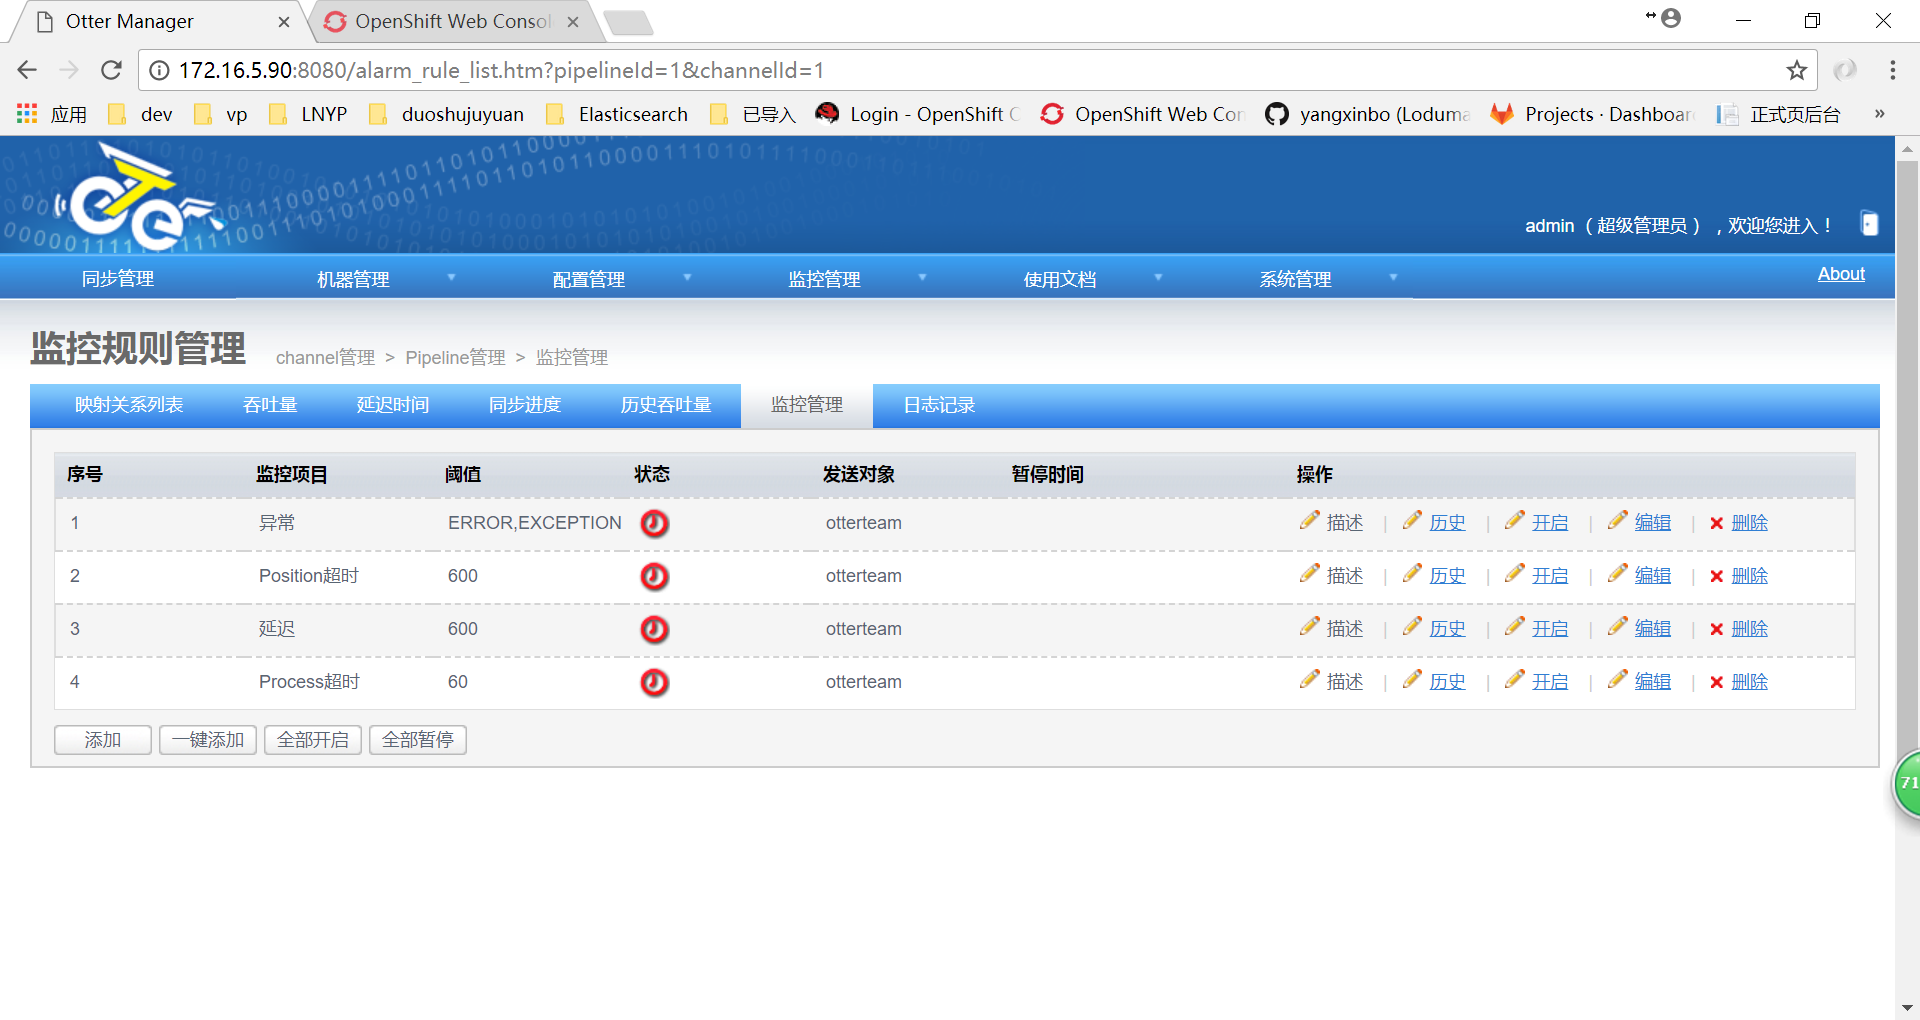 Otter Manager
OpenShift Web Consol
172.16.5.90:8080/alarm_rule_list.htm?pipelineId=1&channelId=1
应用 dev vp LNYP duoshujuyuan Elasticsearch 已导入 Login - OpenShift OpenShift Web Con yangxinbo (Loduma Projects · Dashboar 正式页后台 »
admin （超级管理员），欢迎您进入！
同步管理 机器管理 配置管理 监控管理 使用文档 系统管理 About
监控规则管理 channel管理 > Pipeline管理 > 监控管理
映射关系列表 吞吐量 延迟时间 同步进度 历史吞吐量 监控管理 日志记录
序号 监控项目 阈值 状态 发送对象 暂停时间 操作
1 异常 ERROR,EXCEPTION otterteam 描述 | 历史 | 开启 | 编辑 | 删除
2 Position超时 600 otterteam 描述 | 历史 | 开启 | 编辑 | 删除
3 延迟 600 otterteam 描述 | 历史 | 开启 | 编辑 | 删除
4 Process超时 60 otterteam 描述 | 历史 | 开启 | 编辑 | 删除
添加 一键添加 全部开启 全部暂停
71